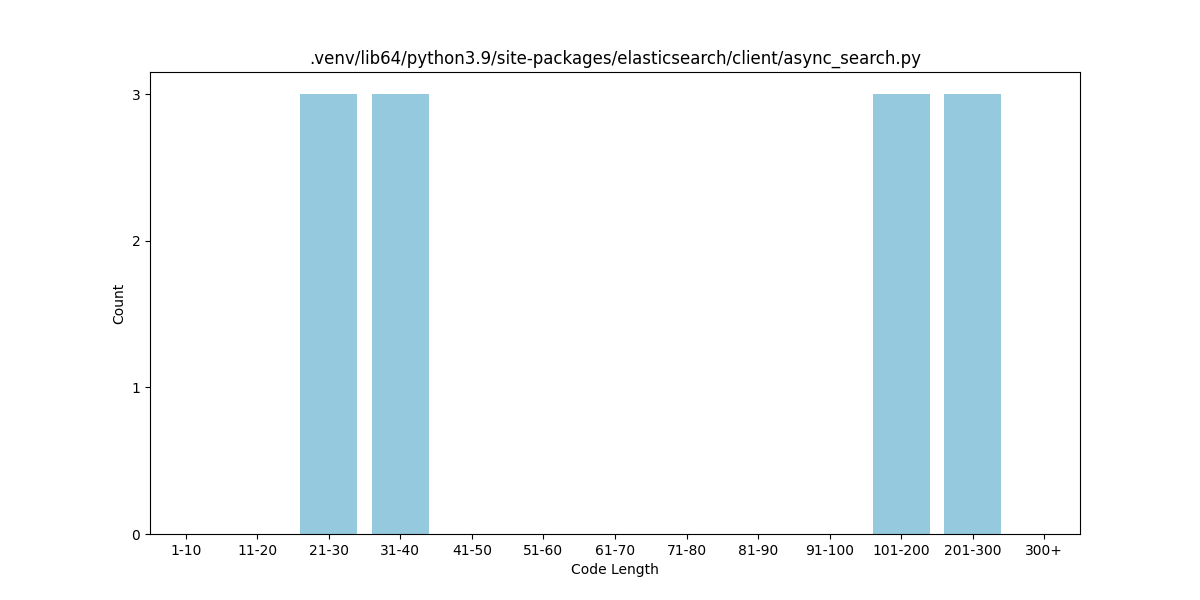 .venv/lib64/python3.9/site-packages/elasticsearch/client/async_search.py
3
2
1
0
Count
1-10 11-20 21-30 31-40 41-50 51-60 61-70 71-80 81-90 91-100 101-200 201-300 300+
Code Length